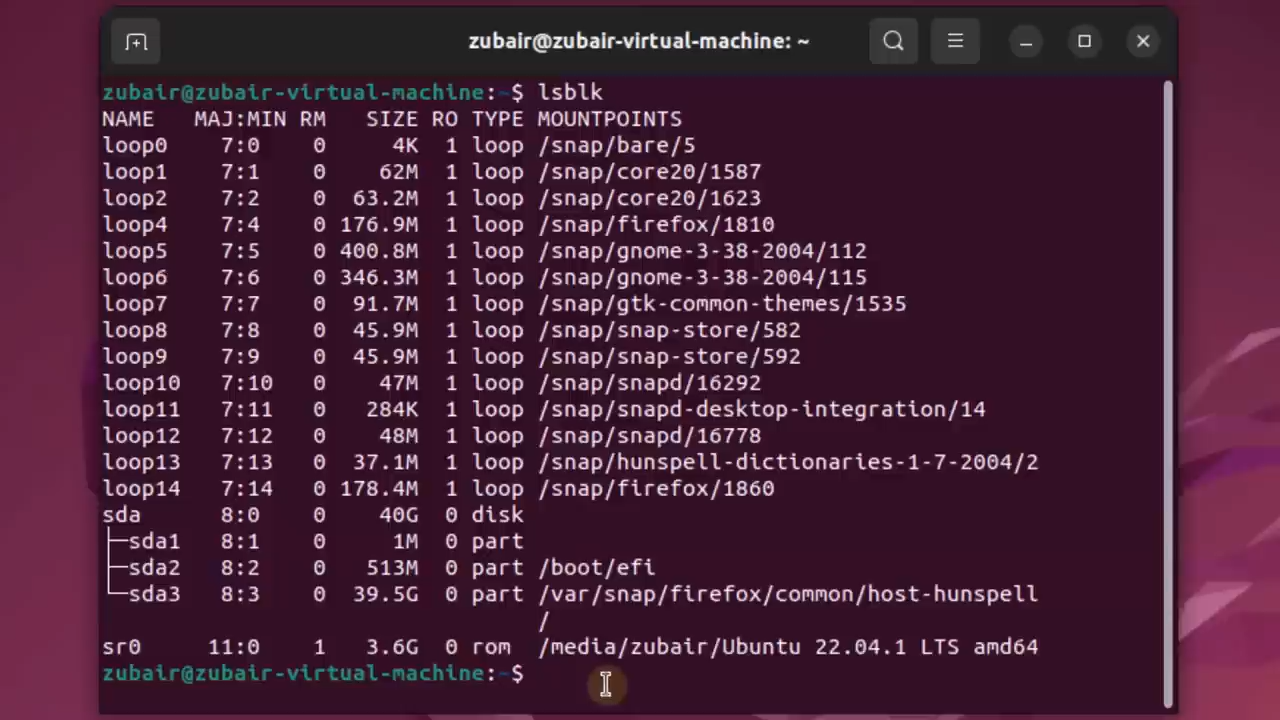 zubair@zubair-virtual-machine: ~
zubair@zubair-virtual-machine:~$ lsblk
NAME   MAJ:MIN RM   SIZE RO TYPE MOUNTPOINTS
loop0    7:0    0     4K  1 loop /snap/bare/5
loop1    7:1    0    62M  1 loop /snap/core20/1587
loop2    7:2    0  63.2M  1 loop /snap/core20/1623
loop4    7:4    0 176.9M  1 loop /snap/firefox/1810
loop5    7:5    0 400.8M  1 loop /snap/gnome-3-38-2004/112
loop6    7:6    0 346.3M  1 loop /snap/gnome-3-38-2004/115
loop7    7:7    0  91.7M  1 loop /snap/gtk-common-themes/1535
loop8    7:8    0  45.9M  1 loop /snap/snap-store/582
loop9    7:9    0  45.9M  1 loop /snap/snap-store/592
loop10   7:10   0    47M  1 loop /snap/snapd/16292
loop11   7:11   0   284K  1 loop /snap/snapd-desktop-integration/14
loop12   7:12   0    48M  1 loop /snap/snapd/16778
loop13   7:13   0  37.1M  1 loop /snap/hunspell-dictionaries-1-7-2004/2
loop14   7:14   0 178.4M  1 loop /snap/firefox/1860
sda      8:0    0    40G  0 disk
├─sda1   8:1    0     1M  0 part
├─sda2   8:2    0   513M  0 part /boot/efi
└─sda3   8:3    0  39.5G  0 part /var/snap/firefox/common/host-hunspell
/
sr0     11:0    1   3.6G  0 rom  /media/zubair/Ubuntu 22.04.1 LTS amd64
zubair@zubair-virtual-machine:~$